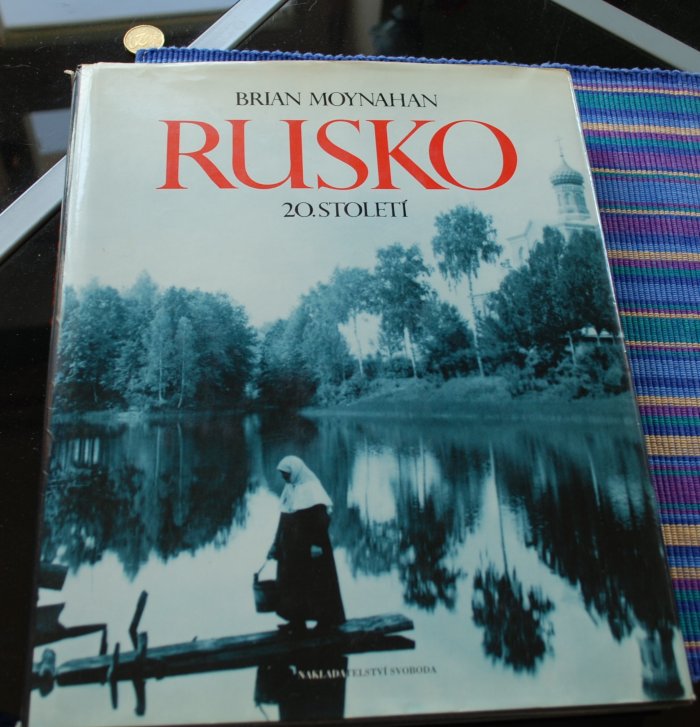 BRIAN MOYNAHAN
RUSKO
20. STOLETÍ
NAKLADATELSTVÍ SVOBODA